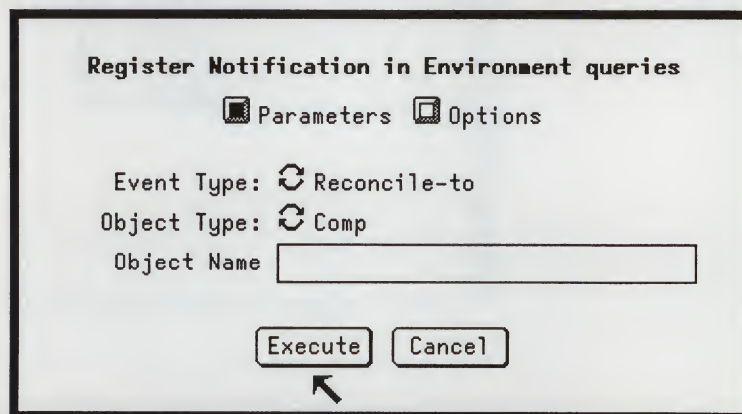 Register Notification in Environment queries
Parameters Options
Event Type: Reconcile-to
Object Type: Comp
Object Name
Execute Cancel